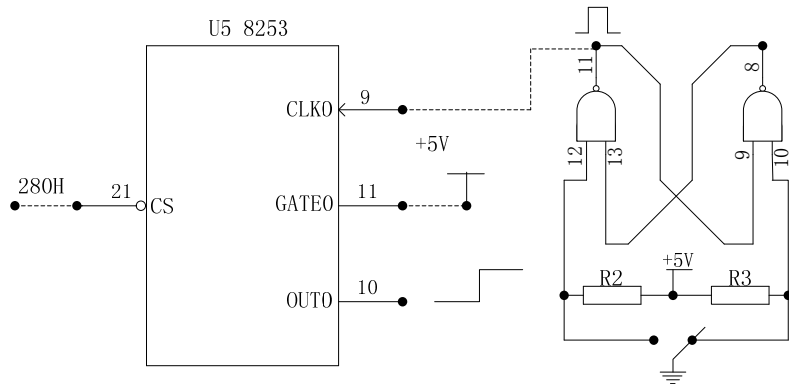 U5 8253
11
8
CLK0
9
+5V
12
13
9
10
280H
21
CS
GATE0
11
+5V
R2
R3
OUT0
10